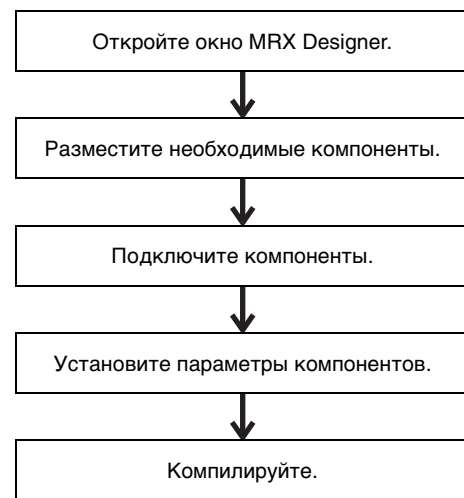 Откройте окно MRX Designer.
Разместите необходимые компоненты.
Подключите компоненты.
Установите параметры компонентов.
Компилируйте.